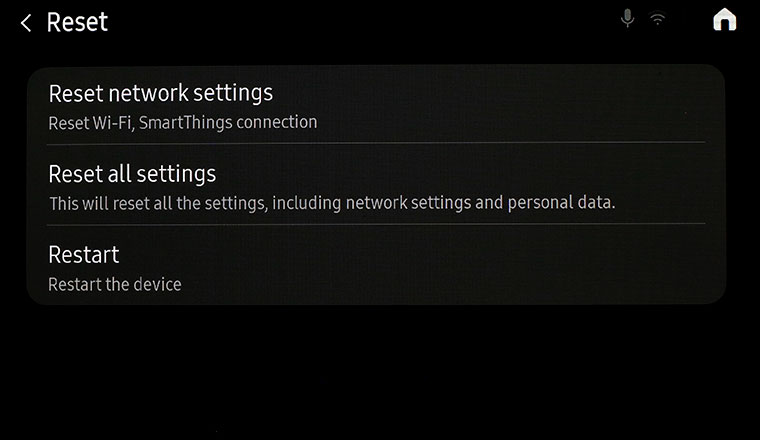 Reset
Reset network settings
Reset Wi-Fi, SmartThings connection
Reset all settings
This will reset all the settings, including network settings and personal data.
Restart
Restart the device